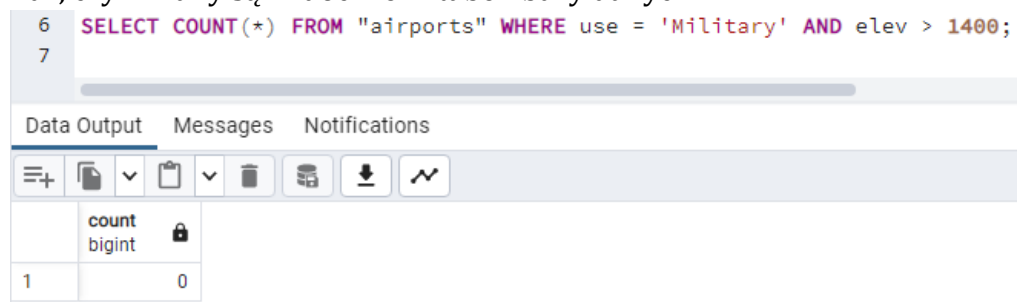 6 SELECT COUNT(*) FROM "airports" WHERE use = 'Military' AND elev > 1400;
7
Data Output Messages Notifications
count
bigint
1 0